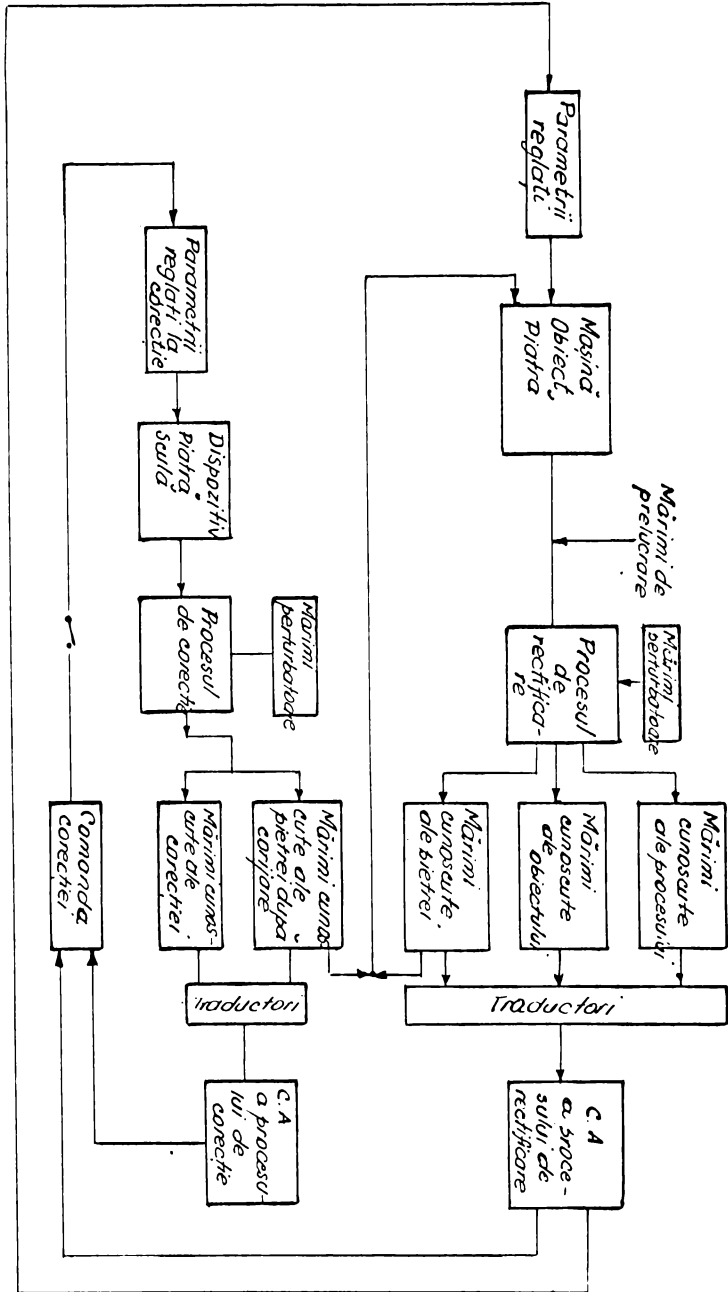 Parametrii
reglați
Mașină
Obiect,
Piatra
Mărimi de
prelucrare
Mărimi
perturbatoare
Procesul
de
rectifica-
re
Mărimi
cunoscute
ale procesului
Mărimi
cunoscute
ale obiectului
Mărimi
cunoscute
ale pietrei
Traductori
C.A
a proce-
sului de
rectificare
Parametrii
reglati la
corectie
Dispozitiv
Piatră
Sculă
Mărimi
perturbatoare
Procesul
de corecție
Mărimi cunos
cute ale
pietrei după
corijare
Mărimi cunos-
cute ale
corecției
Traductori
C.A
a procesu-
lui de
corecție
Comanda
corecției